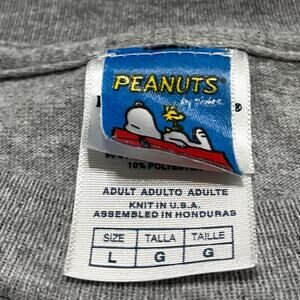 PEANUTS
by Schulz
®
10% POLYESTER
ADULT ADULTO ADULTE
KNIT IN U.S.A.
ASSEMBLED IN HONDURAS
SIZE TALLA TAILLE
L G G